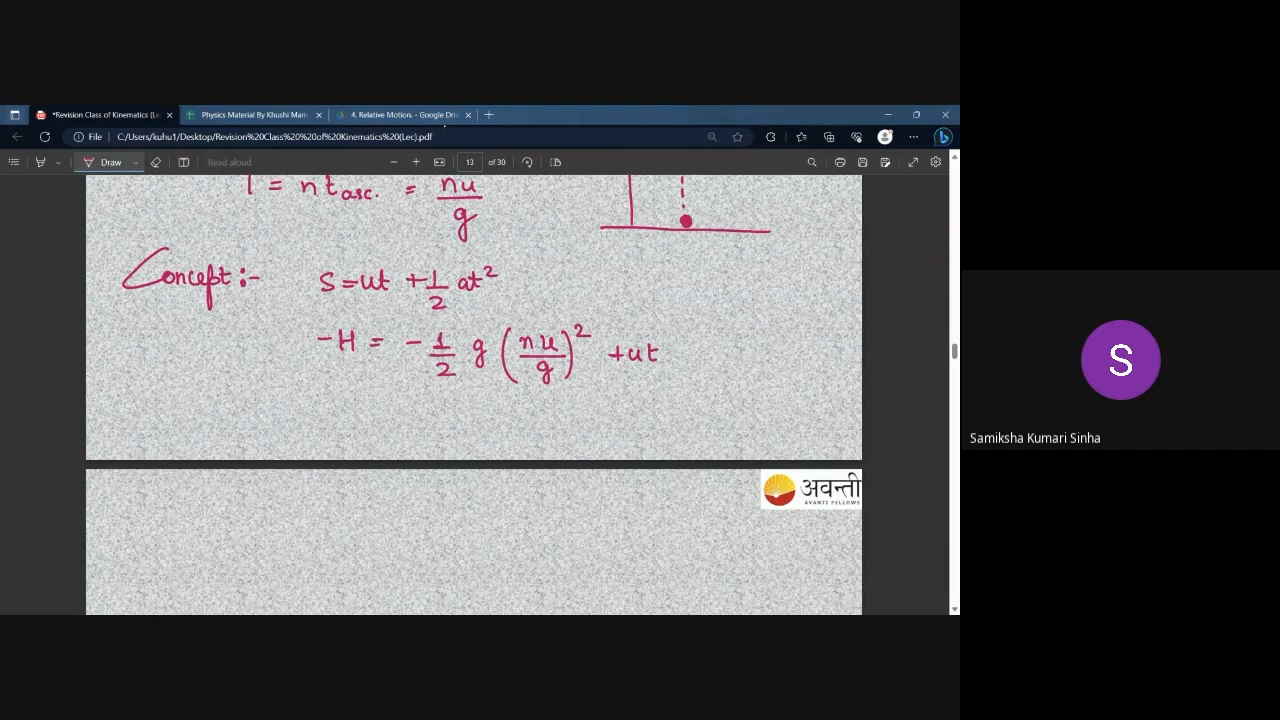 *Revision Class of Kinematics (Le
Physics Material By Khushi Mam
4. Relative Motion. - Google Dri
File
C:/Users/kuhu1/Desktop/Revision%20Class%20%20of%20Kinematics%20(Lec).pdf
Draw
Read aloud
13 of 30
T = n t asc. = nu/g
Concept :-
S = ut + 1/2 at²
-H = - 1/2 g (nu/g)² + ut
अवन्ती
AVANTI FELLOWS
S
Samiksha Kumari Sinha